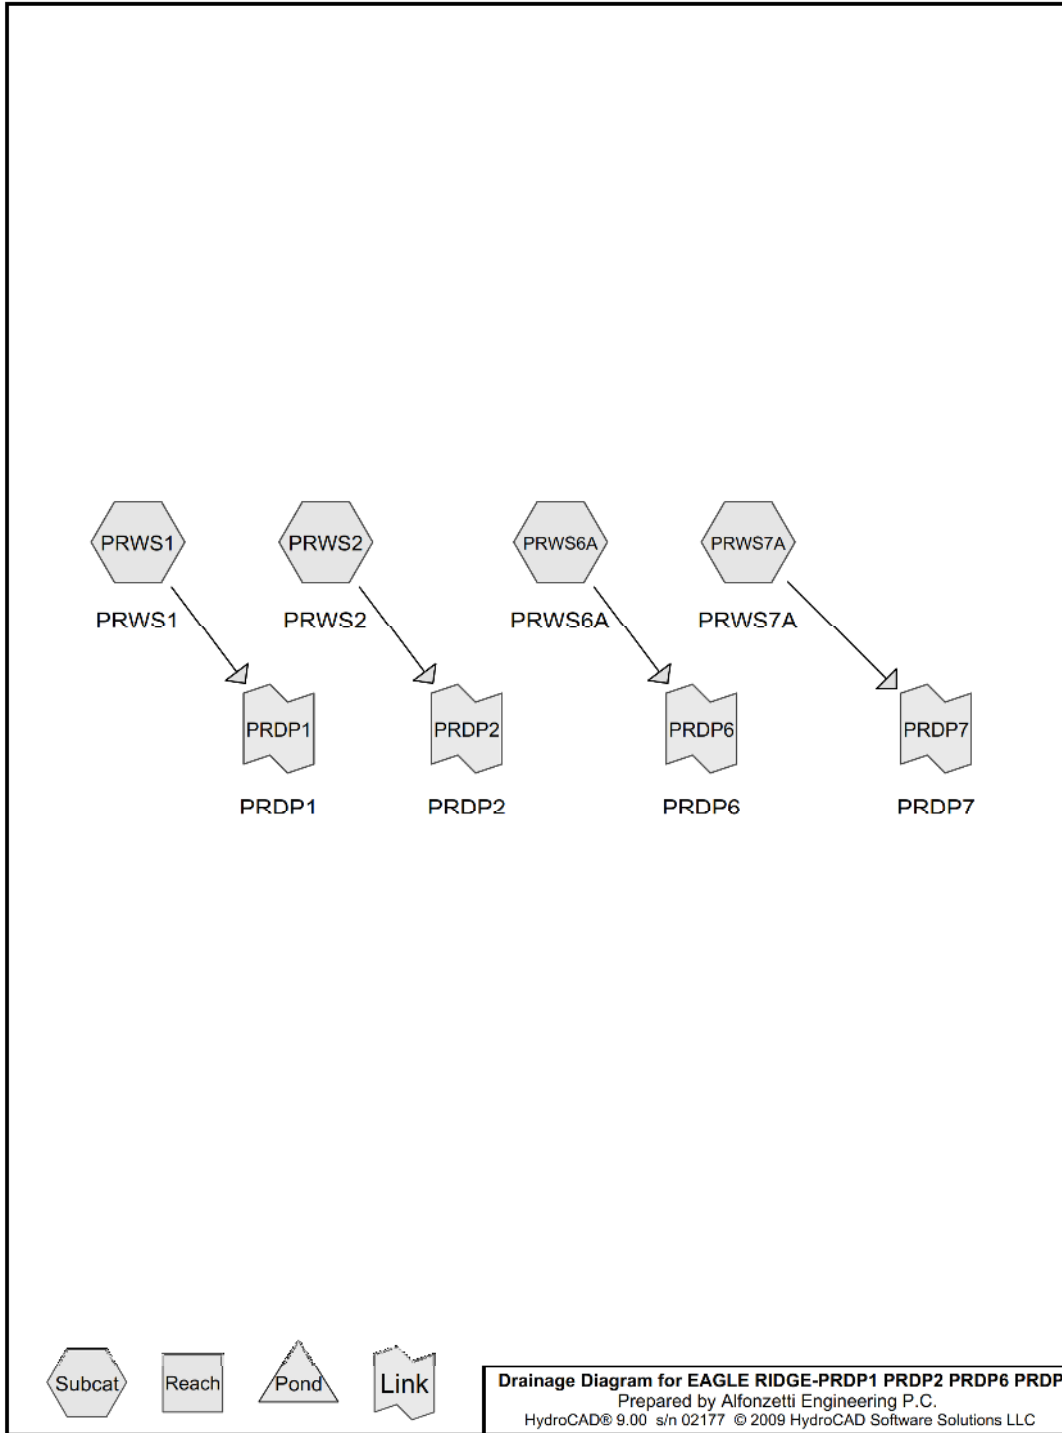 PRWS1 PRWS2 PRWS6A PRWS7A
PRWS1 PRWS2 PRWS6A PRWS7A
PRDP1 PRDP2 PRDP6 PRDP7
PRDP1 PRDP2 PRDP6 PRDP7
Subcat Reach Pond Link
Drainage Diagram for EAGLE RIDGE-PRDP1 PRDP2 PRDP6 PRDP
Prepared by Alfonzetti Engineering P.C.
HydroCAD® 9.00 s/n 02177 © 2009 HydroCAD Software Solutions LLC